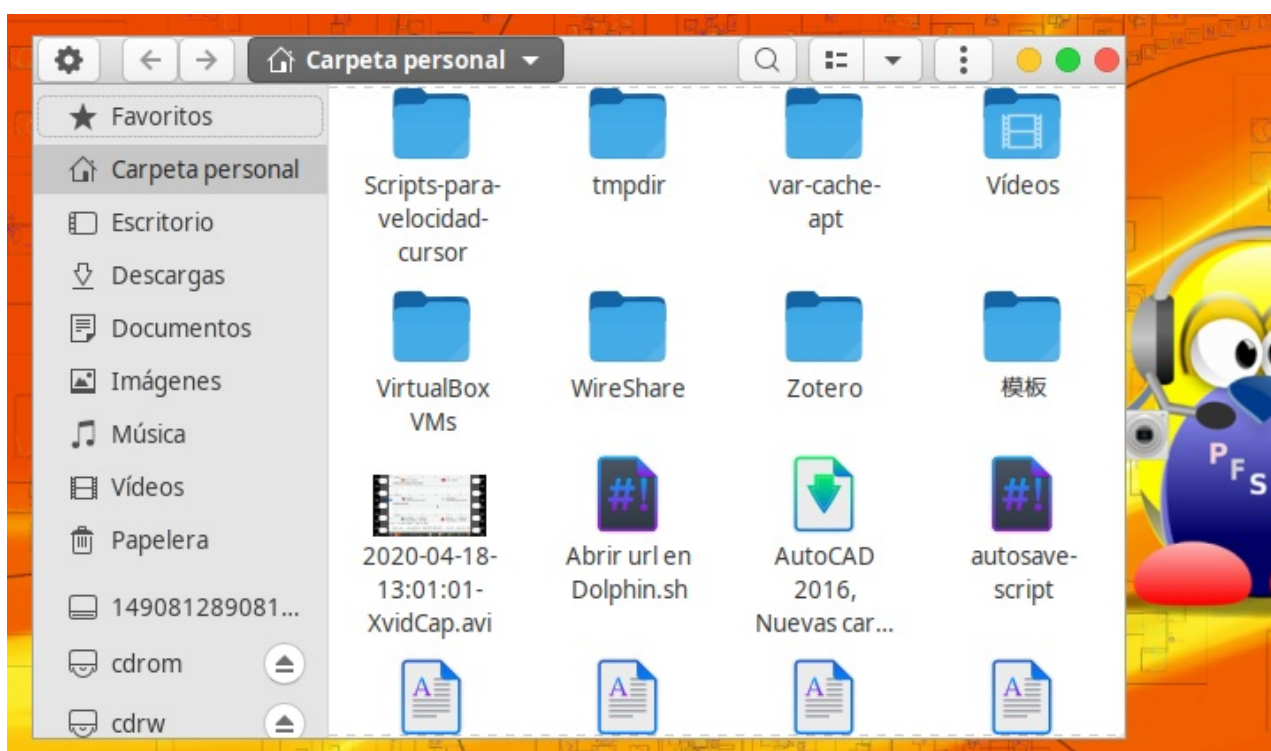 Carpeta personal
Favoritos
Carpeta personal
Escritorio
Descargas
Documentos
Imágenes
Música
Vídeos
Papelera
149081289081...
cdrom
cdrw
Scripts-para-
velocidad-
cursor
tmpdir
var-cache-
apt
Vídeos
VirtualBox
VMs
WireShare
Zotero
模板
2020-04-18-
13:01:01-
XvidCap.avi
#!
Abrir url en
Dolphin.sh
AutoCAD
2016,
Nuevas car...
#!
autosave-
script
A
A
A
A
PFS